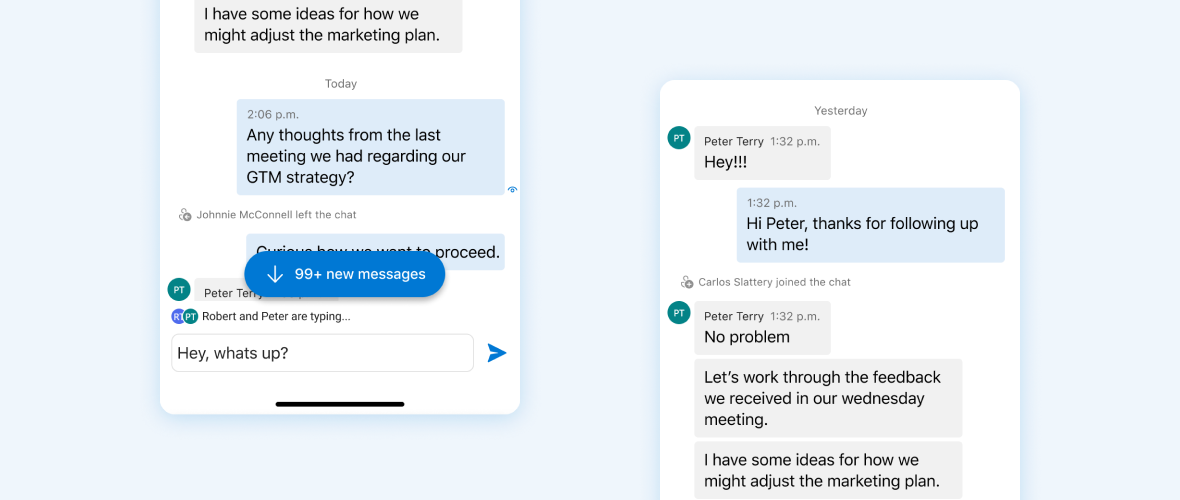 I have some ideas for how we
might adjust the marketing plan.
Today
2:06 p.m.
Any thoughts from the last
meeting we had regarding our
GTM strategy?
Johnnie McConnell left the chat
Curious how we want to proceed.
99+ new messages
PT
Peter Terry
RT PT Robert and Peter are typing...
Hey, whats up?
Yesterday
PT
Peter Terry 1:32 p.m.
Hey!!!
1:32 p.m.
Hi Peter, thanks for following up
with me!
Carlos Slattery joined the chat
PT
Peter Terry 1:32 p.m.
No problem
Let’s work through the feedback
we received in our wednesday
meeting.
I have some ideas for how we
might adjust the marketing plan.